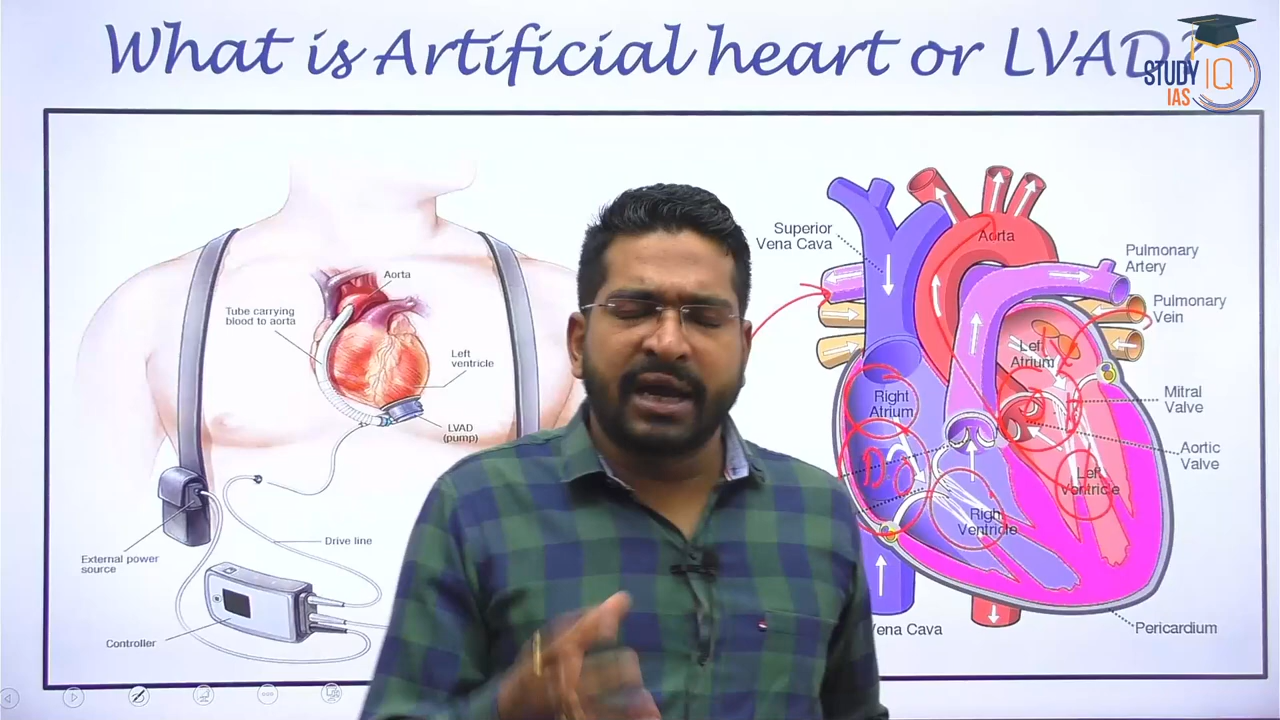 What is Artificial heart or LVAD?
STUDY IQ
IAS
Aorta
Tube carrying
blood to aorta
Left
ventricle
LVAD
(pump)
External power
source
Drive line
Controller
Superior
Vena Cava
Aorta
Pulmonary
Artery
Pulmonary
Vein
Left
Atrium
Right
Atrium
Mitral
Valve
Aortic
Valve
Left
Ventricle
Right
Ventricle
Vena Cava
Pericardium